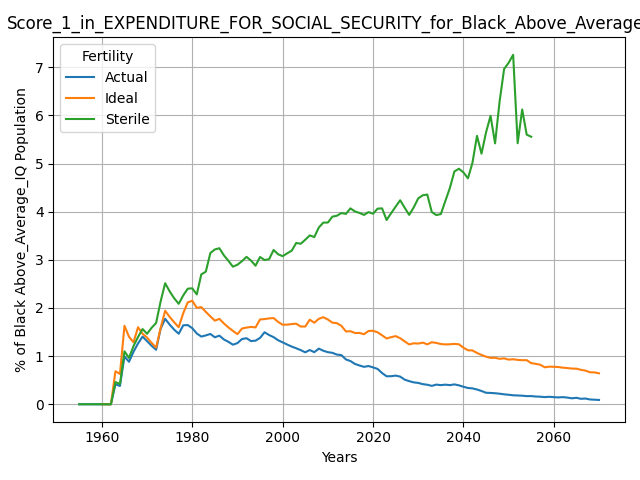 Score_1_in_EXPENDITURE_FOR_SOCIAL_SECURITY_for_Black_Above_Average
Fertility
Actual
Ideal
Sterile
% of Black Above_Average_IQ Population
7
6
5
4
3
2
1
0
1960 1980 2000 2020 2040 2060
Years